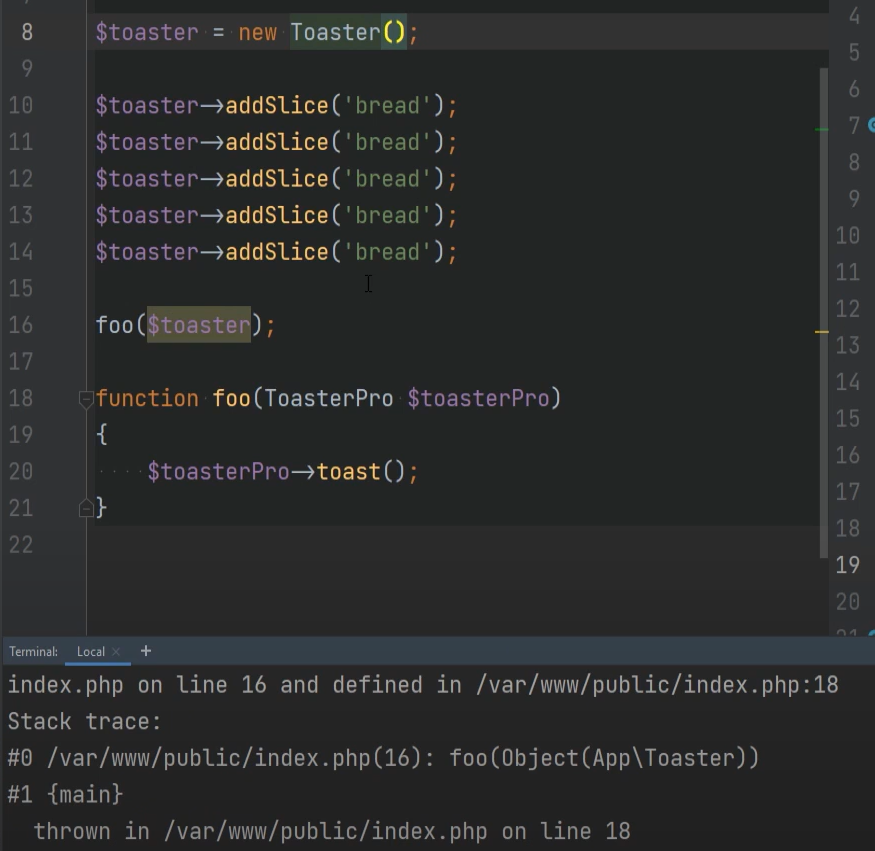 8 $toaster = new Toaster();
9
10 $toaster->addSlice('bread');
11 $toaster->addSlice('bread');
12 $toaster->addSlice('bread');
13 $toaster->addSlice('bread');
14 $toaster->addSlice('bread');
15
16 foo($toaster);
17
18 function foo(ToasterPro $toasterPro)
19 {
20     $toasterPro->toast();
21 }
22
4
5
6
7
8
9
10
11
12
13
14
15
16
17
18
19
20
Terminal: Local × +
index.php on line 16 and defined in /var/www/public/index.php:18
Stack trace:
#0 /var/www/public/index.php(16): foo(Object(App\Toaster))
#1 {main}
  thrown in /var/www/public/index.php on line 18